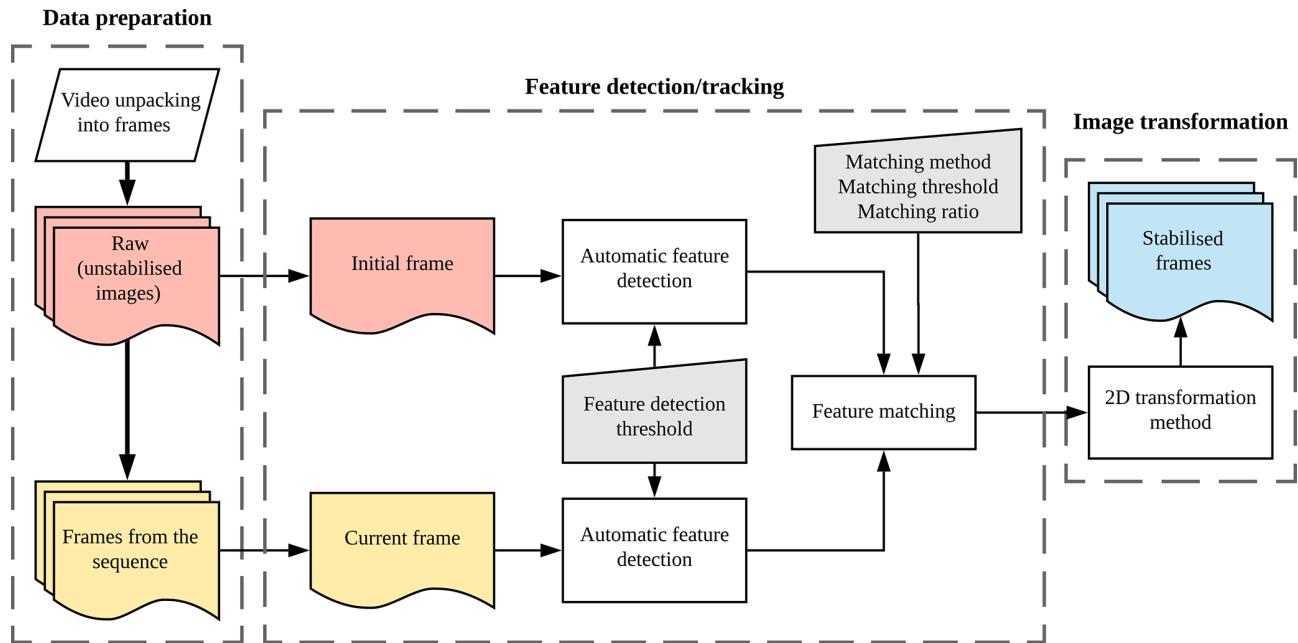 Data preparation
Video unpacking
into frames
Raw
(unstabilised
images)
Frames from the
sequence
Feature detection/tracking
Initial frame
Automatic feature
detection
Feature detection
threshold
Current frame
Automatic feature
detection
Matching method
Matching threshold
Matching ratio
Feature matching
Image transformation
Stabilised
frames
2D transformation
method